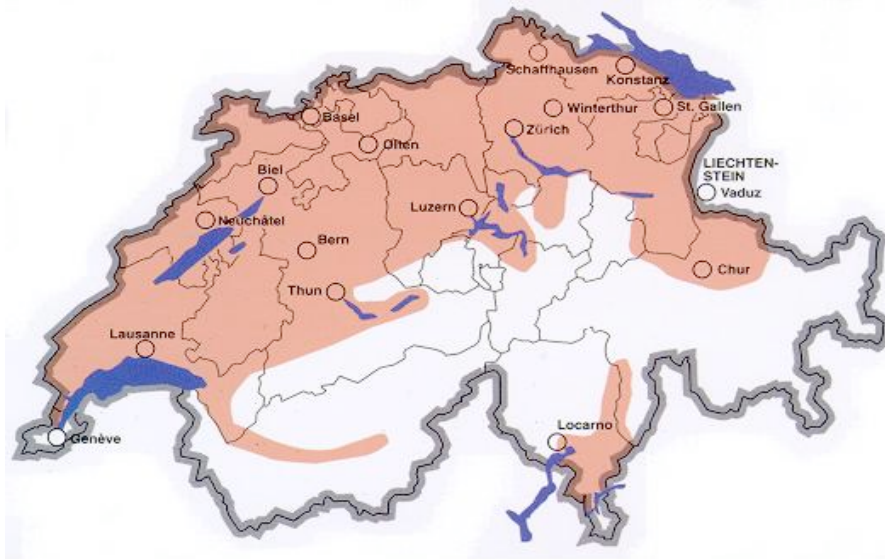 Schaffhausen
Konstanz
Basel
Winterthur
St. Gallen
Zürich
Olten
LIECHTEN-
STEIN
Vaduz
Biel
Luzern
Neuchâtel
Bern
Chur
Thun
Lausanne
Locarno
Genève